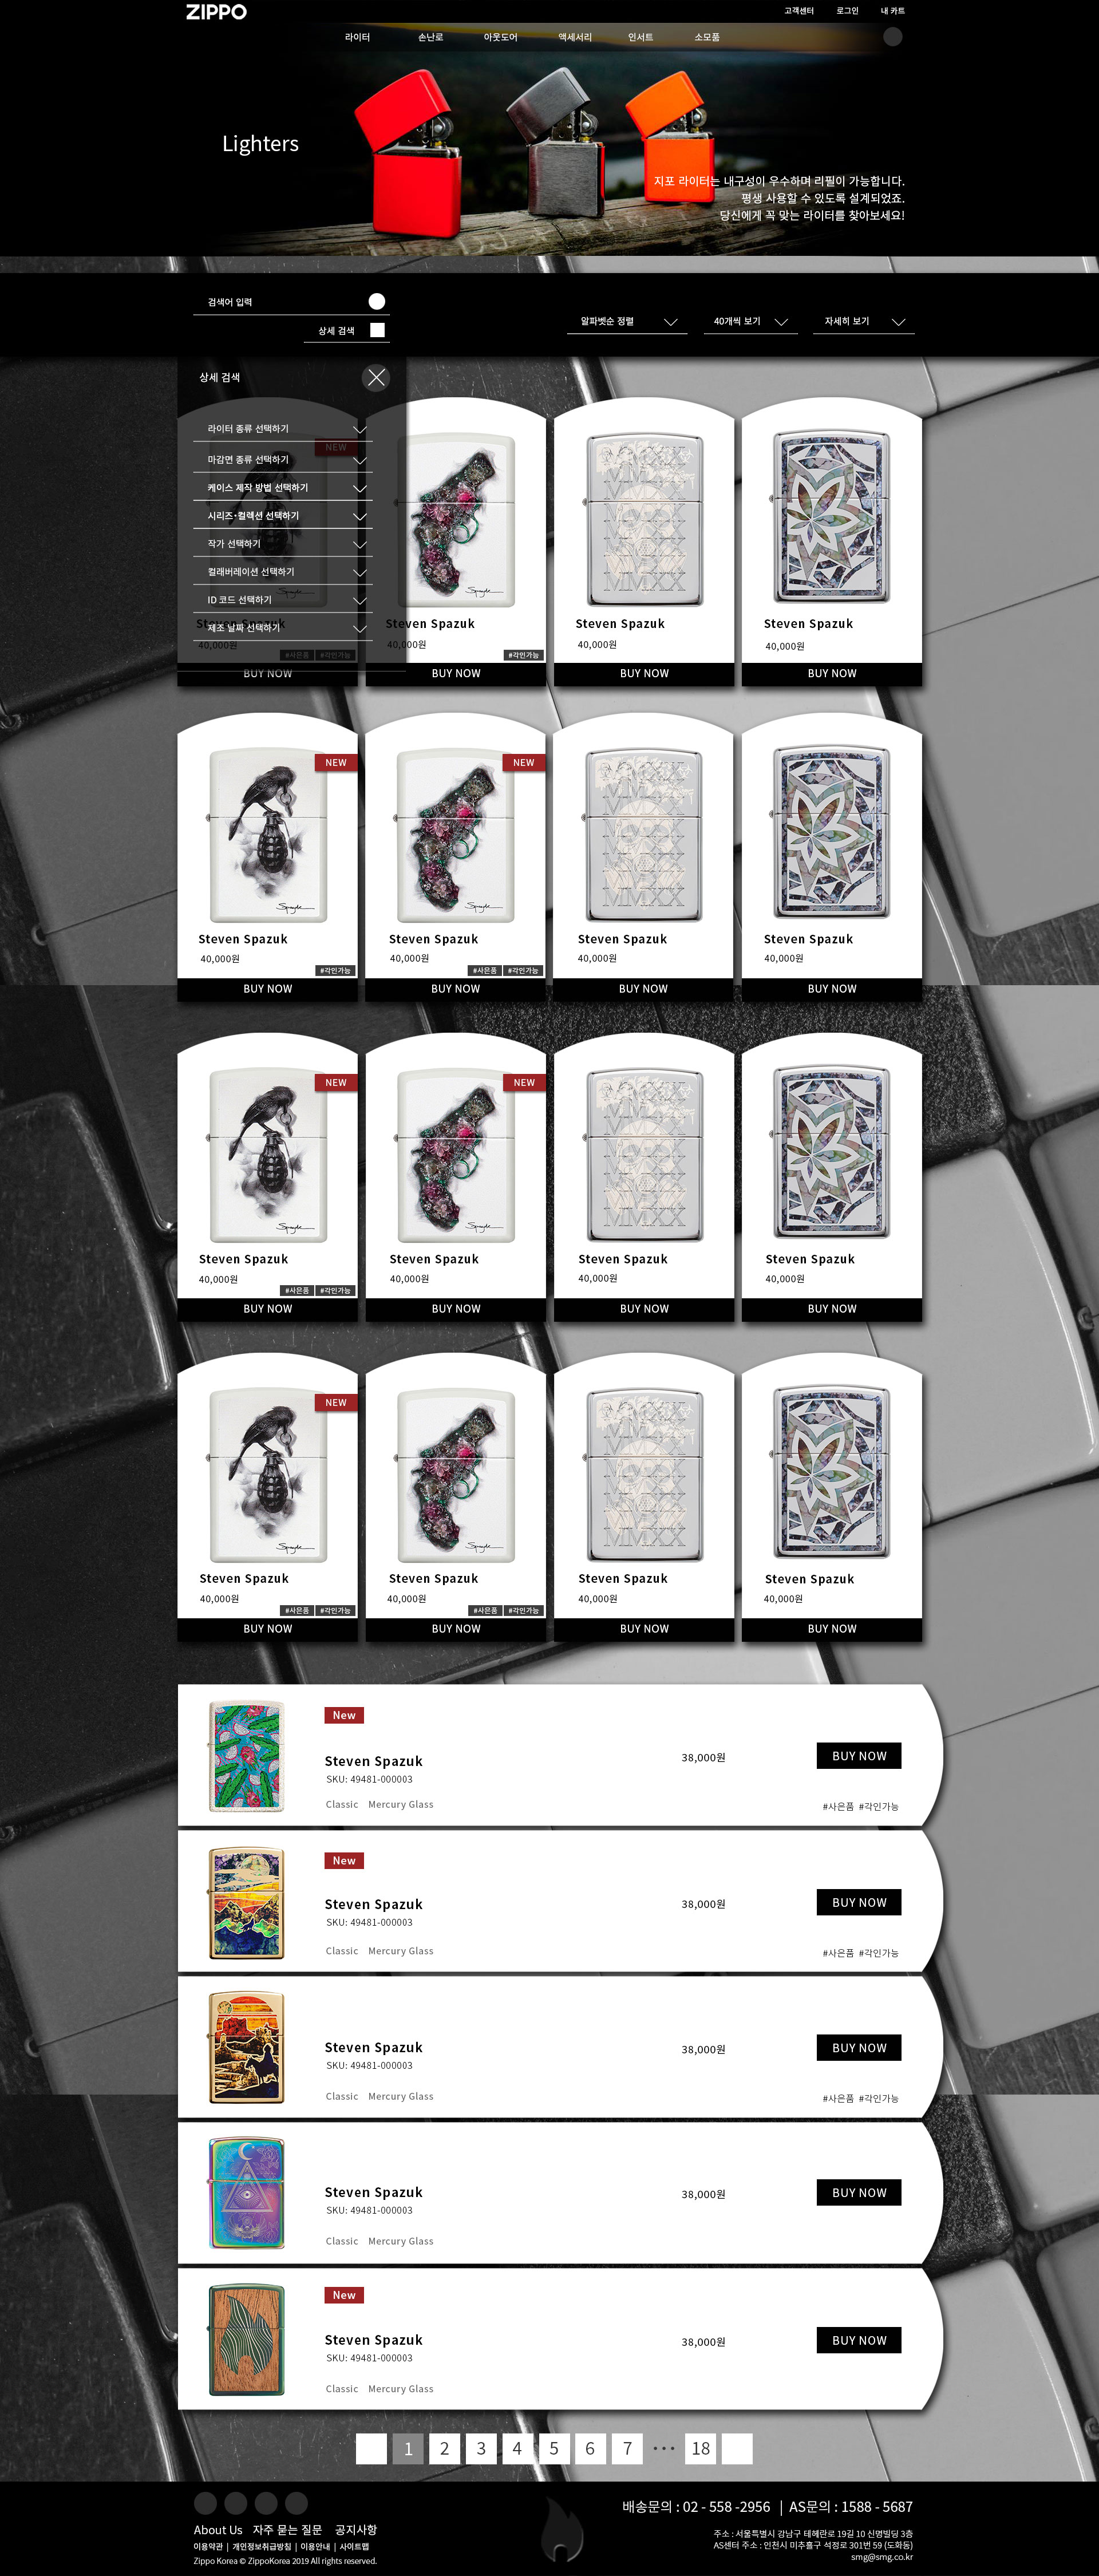 ZIPPO
고객센터 로그인 내 카트
라이터 손난로 아웃도어 액세서리 인서트 소모품
Lighters
지포 라이터는 내구성이 우수하며 리필이 가능합니다.
평생 사용할 수 있도록 설계되었죠.
당신에게 꼭 맞는 라이터를 찾아보세요!
검색어 입력
상세 검색
알파벳순 정렬 40개씩 보기 자세히 보기
상세 검색
라이터 종류 선택하기
NEW
마감면 종류 선택하기
케이스 제작 방법 선택하기
시리즈·컬렉션 선택하기
작가 선택하기
컬래버레이션 선택하기
ID 코드 선택하기
제조 날짜 선택하기
Steven Spazuk Steven Spazuk Steven Spazuk Steven Spazuk
40,000원 40,000원 40,000원 40,000원
#사은품 #각인가능 #각인가능
BUY NOW BUY NOW BUY NOW BUY NOW
NEW NEW
MMXX
Steven Spazuk Steven Spazuk Steven Spazuk Steven Spazuk
40,000원 40,000원 40,000원 40,000원
#각인가능 #사은품 #각인가능
BUY NOW BUY NOW BUY NOW BUY NOW
NEW NEW
MMXX
Steven Spazuk Steven Spazuk Steven Spazuk Steven Spazuk
40,000원 40,000원 40,000원 40,000원
#사은품 #각인가능
BUY NOW BUY NOW BUY NOW BUY NOW
NEW
MMXX
Steven Spazuk Steven Spazuk Steven Spazuk Steven Spazuk
40,000원 40,000원 40,000원 40,000원
#사은품 #각인가능 #사은품 #각인가능
BUY NOW BUY NOW BUY NOW BUY NOW
New
Steven Spazuk 38,000원 BUY NOW
SKU: 49481-000003
Classic Mercury Glass #사은품 #각인가능
New
Steven Spazuk 38,000원 BUY NOW
SKU: 49481-000003
Classic Mercury Glass #사은품 #각인가능
Steven Spazuk 38,000원 BUY NOW
SKU: 49481-000003
Classic Mercury Glass #사은품 #각인가능
Steven Spazuk 38,000원 BUY NOW
SKU: 49481-000003
Classic Mercury Glass
New
Steven Spazuk 38,000원 BUY NOW
SKU: 49481-000003
Classic Mercury Glass
1 2 3 4 5 6 7 ··· 18
배송문의 : 02 - 558 -2956 | AS문의 : 1588 - 5687
About Us 자주 묻는 질문 공지사항
이용약관 | 개인정보취급방침 | 이용안내 | 사이트맵
Zippo Korea © ZippoKorea 2019 All rights reserved.
주소 : 서울특별시 강남구 테헤란로 19길 10 신명빌딩 3층
AS센터 주소 : 인천시 미추홀구 석정로 301번 59 (도화동)
smg@smg.co.kr